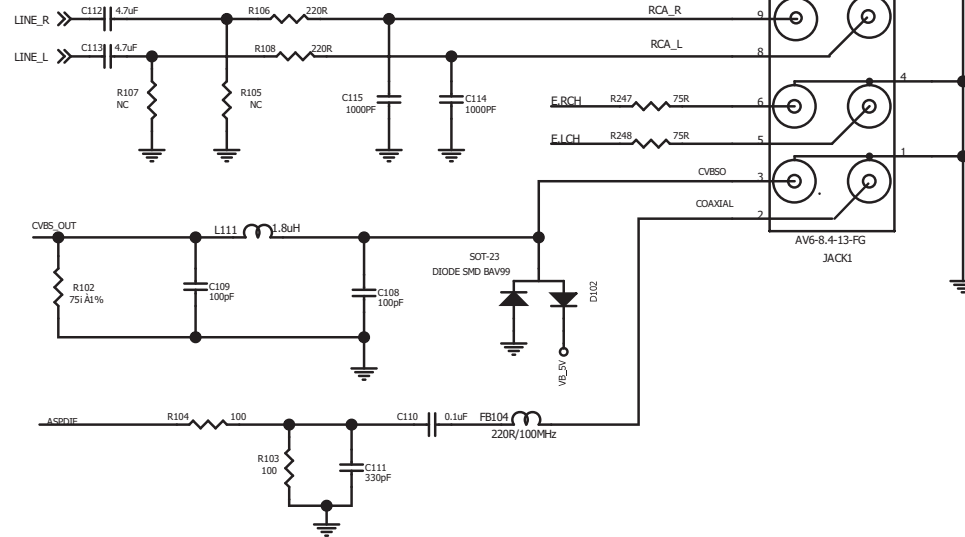 C112 4.7uF R106 220R RCA_R 9
LINE_R
C113 4.7uF R108 220R RCA_L 8
LINE_L
R107
NC
R105
NC
C115
1000PF
C114
1000PF
E.RCH R247 75R 6 4
E.LCH R248 75R 5
CVBSO 3 1
COAXIAL 2
AV6-8.4-13-FG
JACK1
CVBS_OUT L111 1.8uH
SOT-23
DIODE SMD BAV99
D102
VB_5V
R102
75i À1%
C109
100pF
C108
100pF
ASPDIF R104 100 C110 0.1uF FB104
220R/100MHz
R103
100
C111
330pF